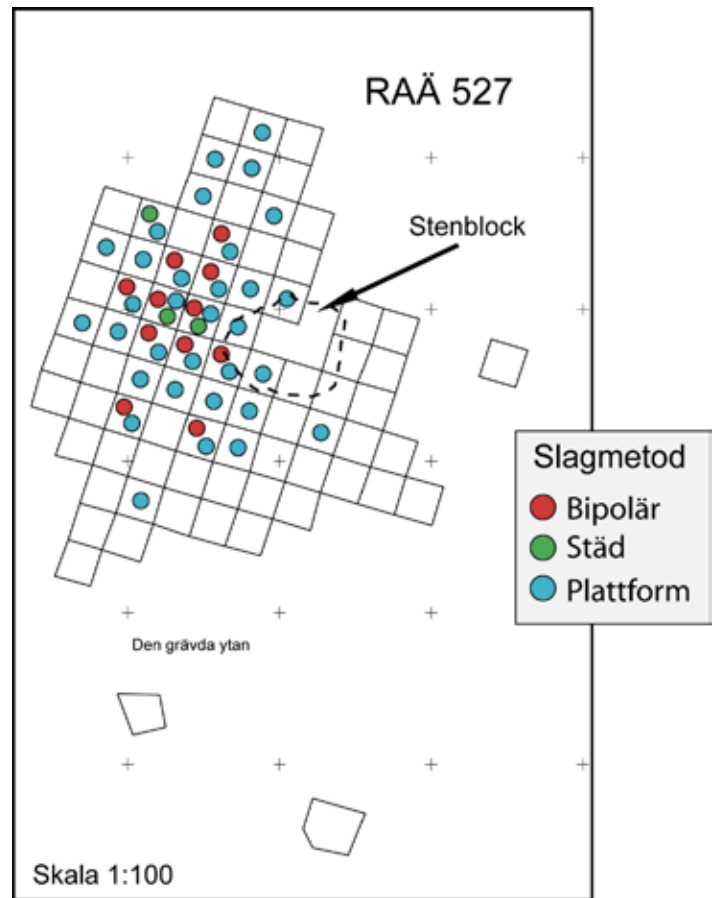 RAÄ 527
Stenblock
Slagmetod
Bipolär
Städ
Plattform
Den grävda ytan
Skala 1:100